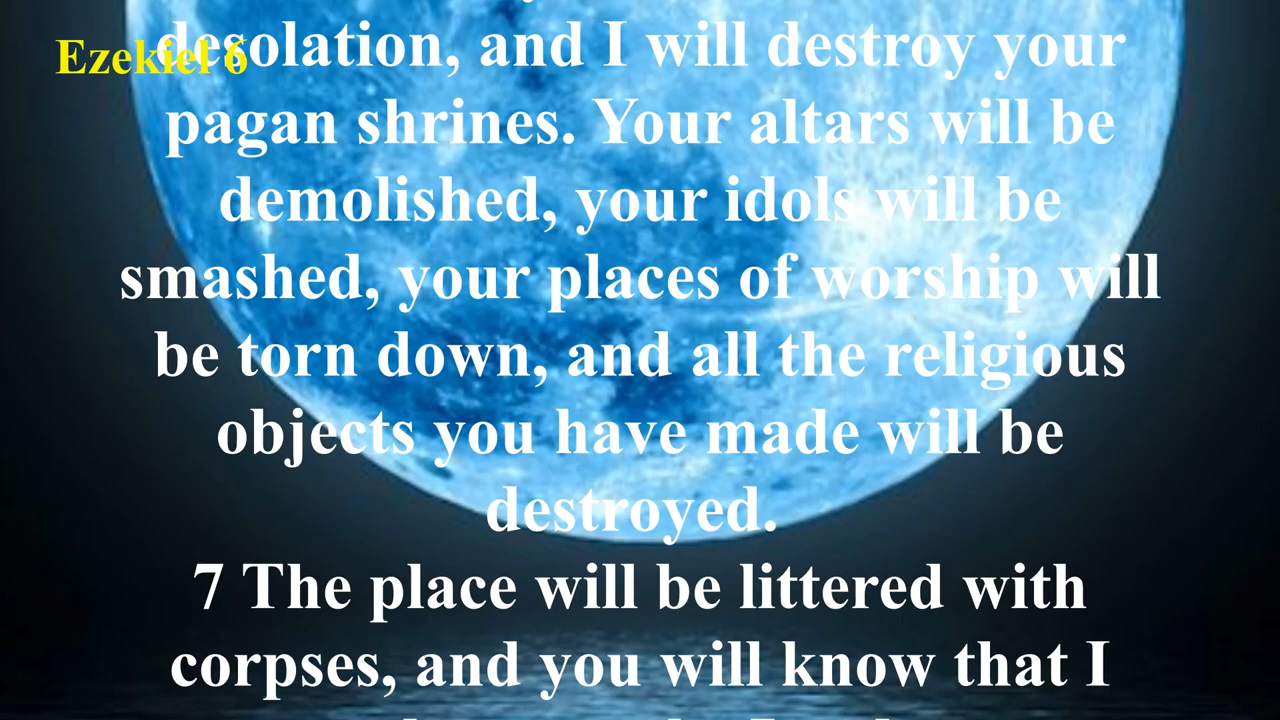 Ezekiel 6
desolation, and I will destroy your
pagan shrines. Your altars will be
demolished, your idols will be
smashed, your places of worship will
be torn down, and all the religious
objects you have made will be
destroyed.
7 The place will be littered with
corpses, and you will know that I